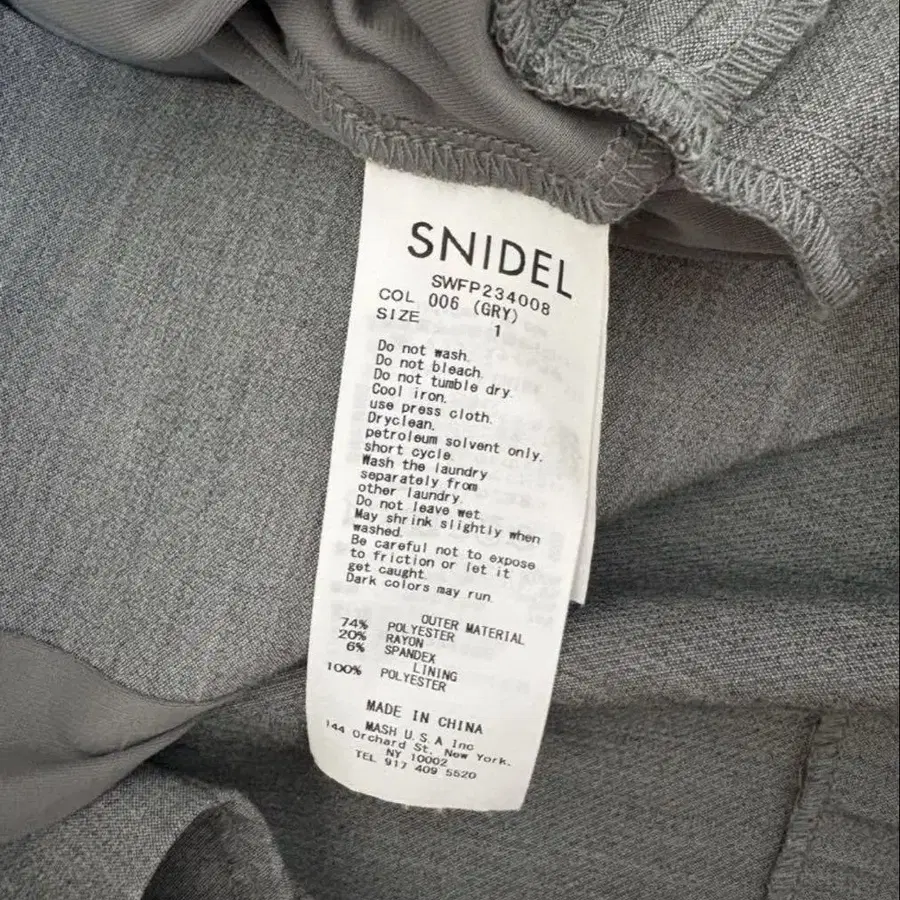 SNIDEL
SWFP234008
COL 006 (GRY)
SIZE 1
Do not wash.
Do not bleach.
Do not tumble dry.
Cool iron.
use press cloth.
Dryclean.
petroleum solvent only.
short cycle.
Wash the laundry
separately from
other laundry.
Do not leave wet.
May shrink slightly when
washed.
Be careful not to expose
to friction or let it
get caught.
Dark colors may run.
OUTER MATERIAL
74% POLYESTER
20% RAYON
6% SPANDEX
LINING
100% POLYESTER
MADE IN CHINA
MASH U.S.A Inc
144 Orchard St. New York.
NY 10002
TEL 917 409 5520